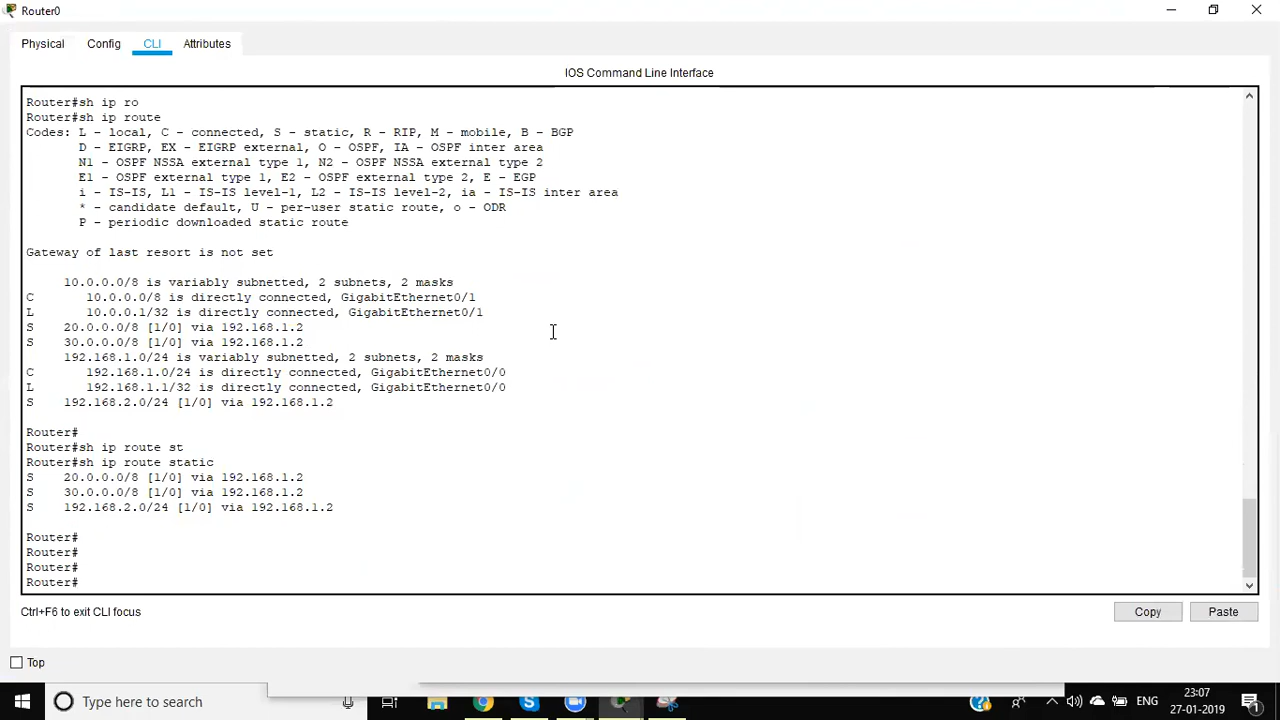 Router0
Physical Config CLI Attributes
IOS Command Line Interface
Router#sh ip ro
Router#sh ip route
Codes: L - local, C - connected, S - static, R - RIP, M - mobile, B - BGP
D - EIGRP, EX - EIGRP external, O - OSPF, IA - OSPF inter area
N1 - OSPF NSSA external type 1, N2 - OSPF NSSA external type 2
E1 - OSPF external type 1, E2 - OSPF external type 2, E - EGP
i - IS-IS, L1 - IS-IS level-1, L2 - IS-IS level-2, ia - IS-IS inter area
* - candidate default, U - per-user static route, o - ODR
P - periodic downloaded static route
Gateway of last resort is not set
10.0.0.0/8 is variably subnetted, 2 subnets, 2 masks
C 10.0.0.0/8 is directly connected, GigabitEthernet0/1
L 10.0.0.1/32 is directly connected, GigabitEthernet0/1
S 20.0.0.0/8 [1/0] via 192.168.1.2
S 30.0.0.0/8 [1/0] via 192.168.1.2
192.168.1.0/24 is variably subnetted, 2 subnets, 2 masks
C 192.168.1.0/24 is directly connected, GigabitEthernet0/0
L 192.168.1.1/32 is directly connected, GigabitEthernet0/0
S 192.168.2.0/24 [1/0] via 192.168.1.2
Router#
Router#sh ip route st
Router#sh ip route static
S 20.0.0.0/8 [1/0] via 192.168.1.2
S 30.0.0.0/8 [1/0] via 192.168.1.2
S 192.168.2.0/24 [1/0] via 192.168.1.2
Router#
Router#
Router#
Router#
Ctrl+F6 to exit CLI focus
Copy Paste
Top
Type here to search
ENG
23:07
27-01-2019